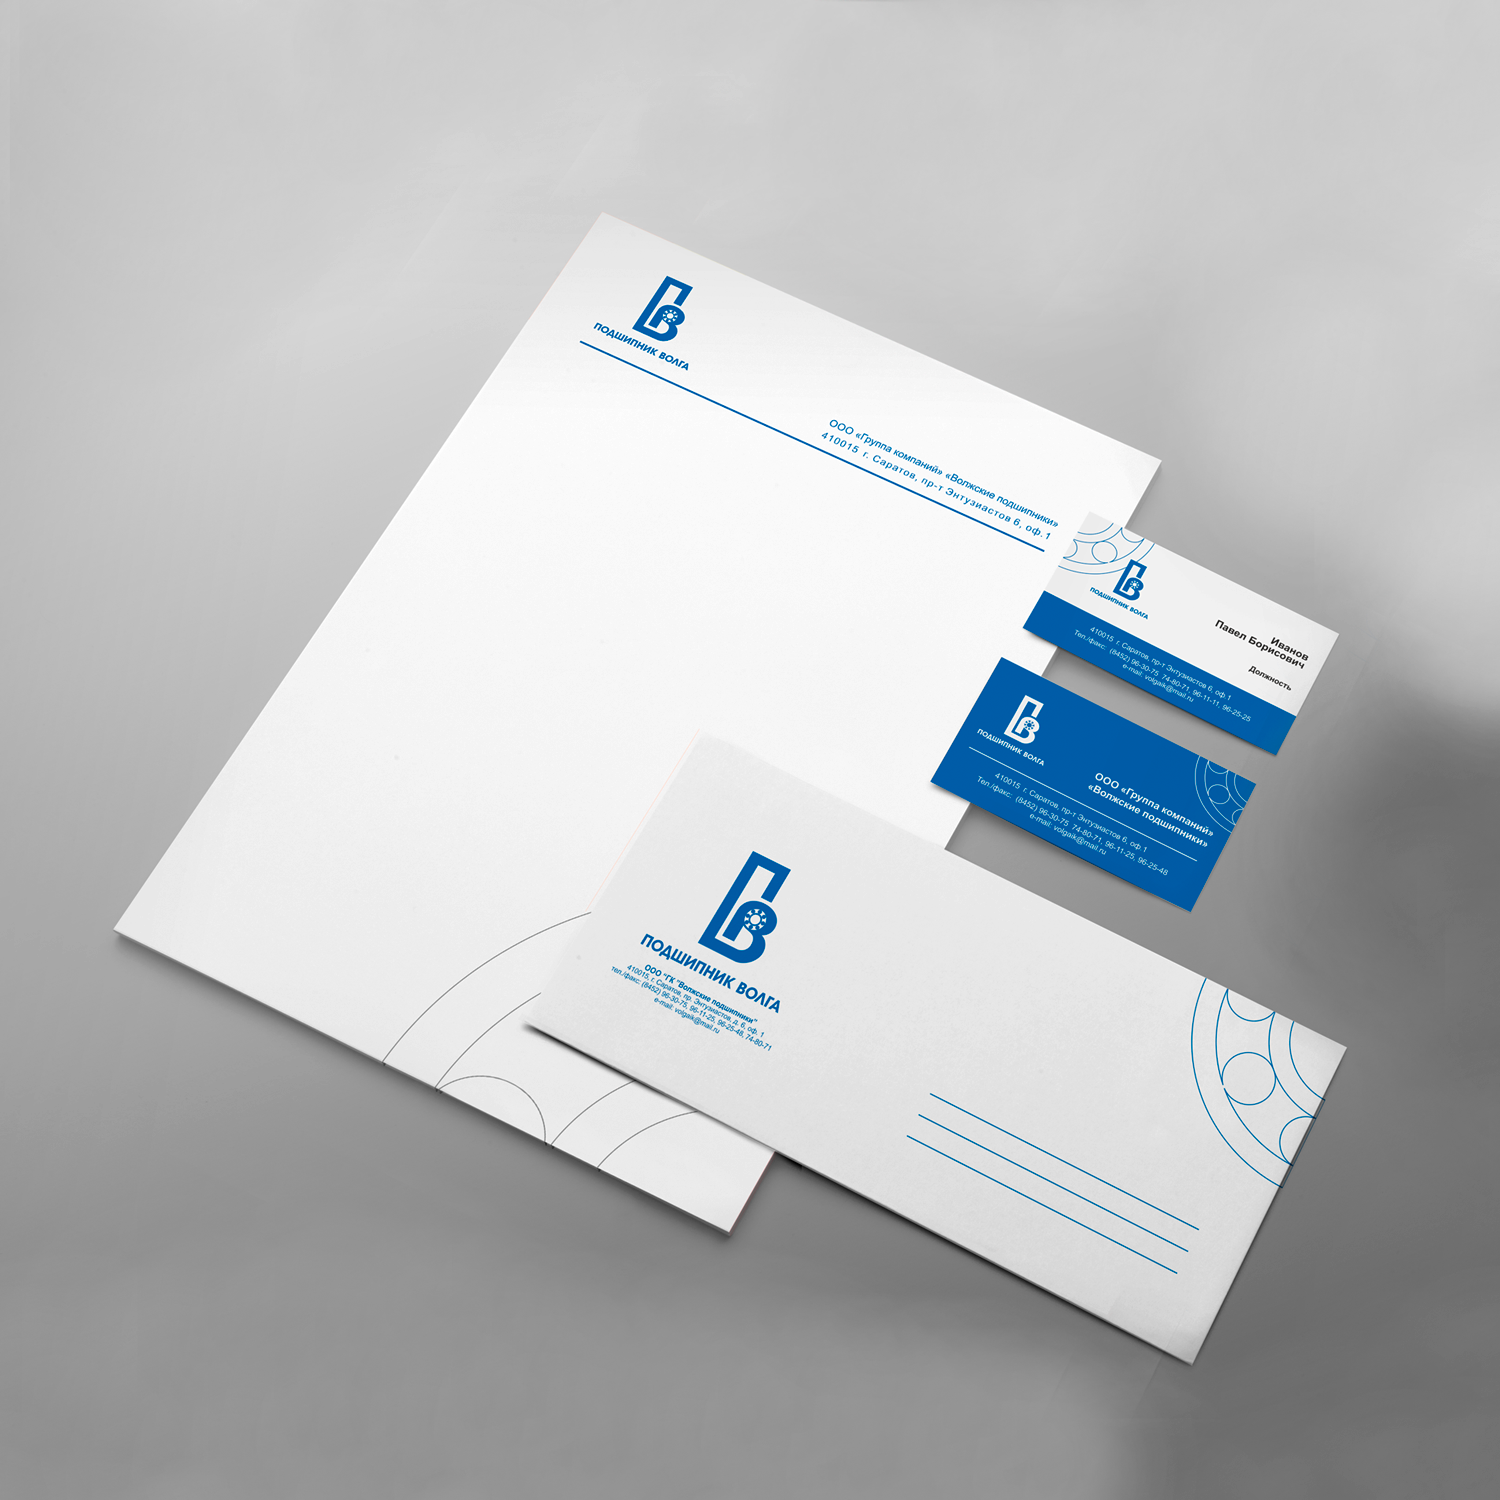 ПОДШИПНИК ВОЛГА
ООО «Группа компаний» «Волжские подшипники»
410015 г. Саратов, пр-т Энтузиастов 6, оф. 1
ПОДШИПНИК ВОЛГА
Иванов
Павел Борисович
Должность
410015 г. Саратов, пр-т Энтузиастов 6, оф. 1
Тел./факс: (8452) 96-30-75 74-80-71, 96-11-11, 96-25-25
e-mail: volgaik@mail.ru
ПОДШИПНИК ВОЛГА
ООО «Группа компаний»
«Волжские подшипники»
410015 г. Саратов, пр-т Энтузиастов 6, оф. 1
Тел./факс: (8452) 96-30-75 74-80-71, 96-11-25, 96-25-48
e-mail: volgaik@mail.ru
ПОДШИПНИК ВОЛГА
ООО "ГК "Волжские подшипники"
410015, г. Саратов, пр. Энтузиастов, д. 6, оф. 1
тел./факс: (8452) 96-30-75, 96-11-25, 96-25-48, 74-80-71
e-mail: volgaik@mail.ru